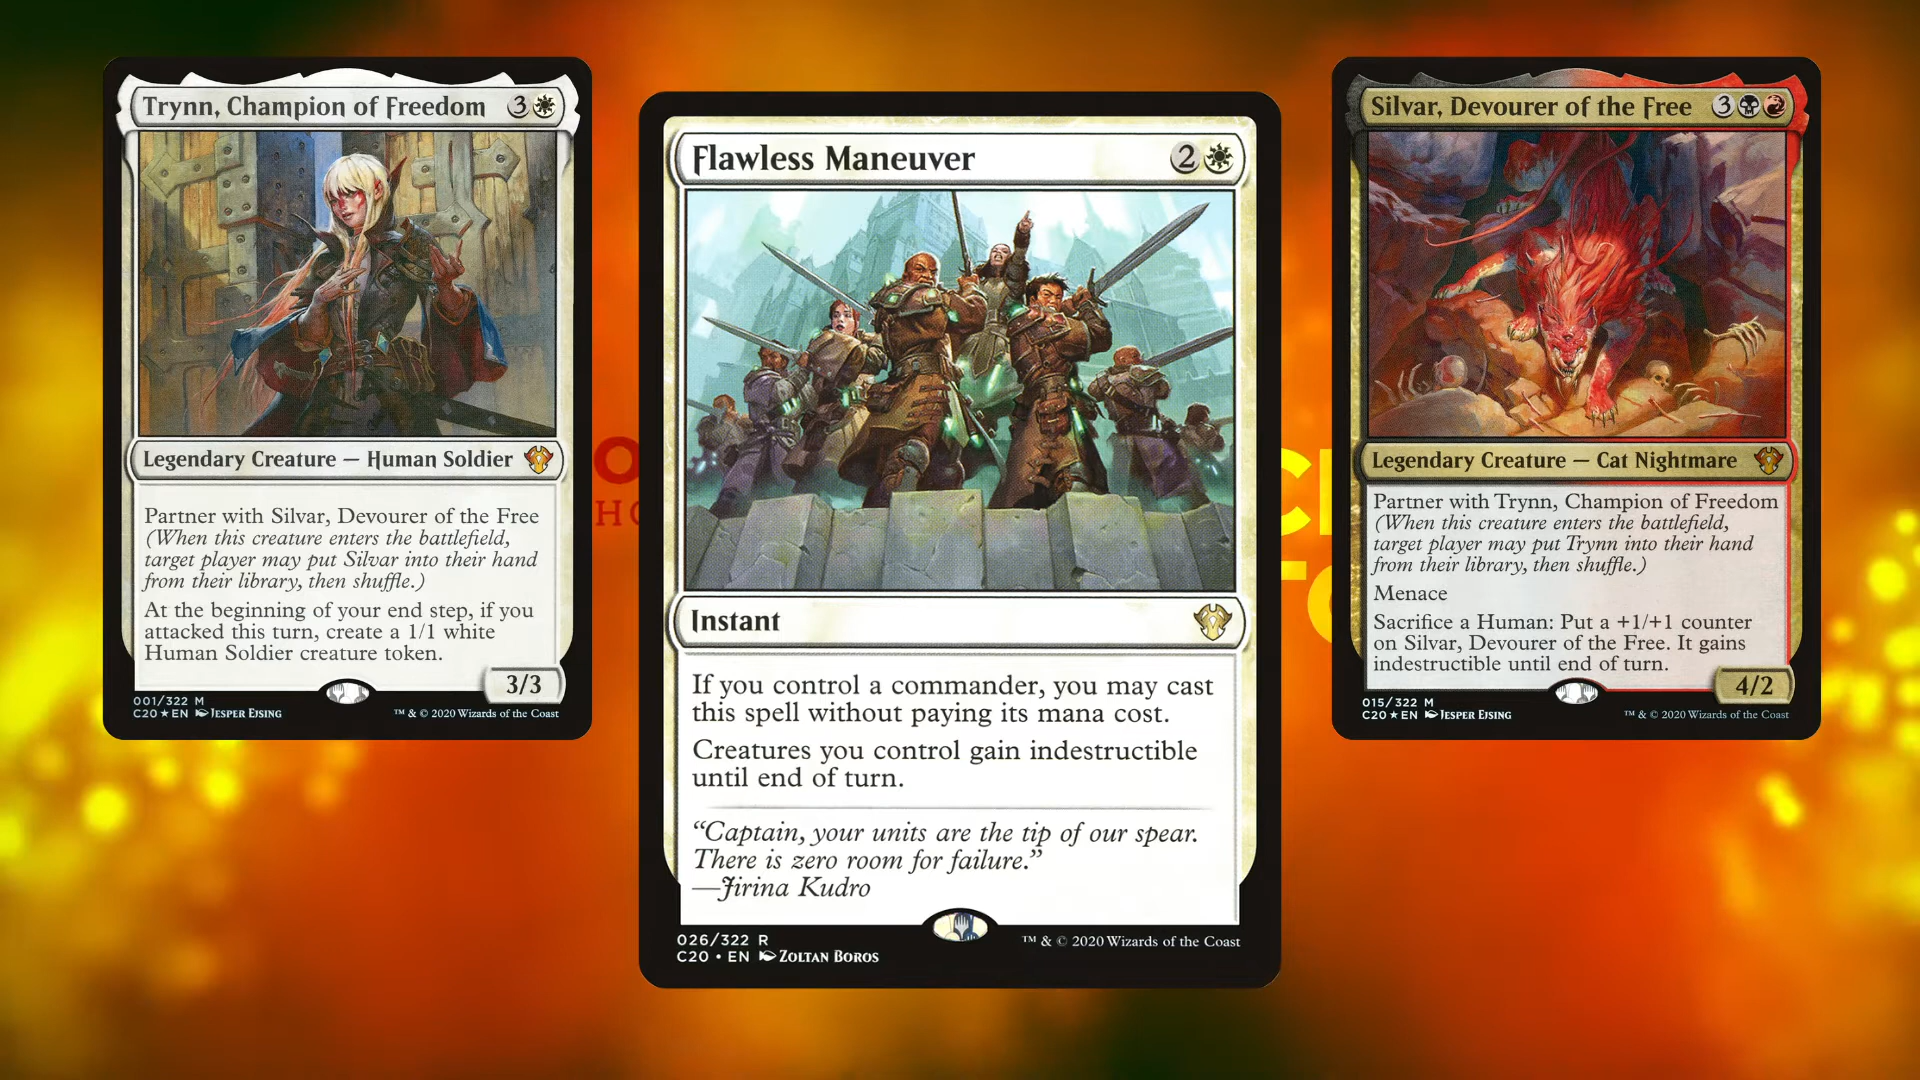 Trynn, Champion of Freedom 3
Legendary Creature — Human Soldier
Partner with Silvar, Devourer of the Free
(When this creature enters the battlefield,
target player may put Silvar into their hand
from their library, then shuffle.)
At the beginning of your end step, if you
attacked this turn, create a 1/1 white
Human Soldier creature token.
3/3
001/322 M
C20★EN Jesper Ejsing
™ & © 2020 Wizards of the Coast
Flawless Maneuver 2
Instant
If you control a commander, you may cast
this spell without paying its mana cost.
Creatures you control gain indestructible
until end of turn.
“Captain, your units are the tip of our spear.
There is zero room for failure.”
—Jirina Kudro
026/322 R
C20 • EN Zoltan Boros
™ & © 2020 Wizards of the Coast
Silvar, Devourer of the Free 3
Legendary Creature — Cat Nightmare
Partner with Trynn, Champion of Freedom
(When this creature enters the battlefield,
target player may put Trynn into their hand
from their library, then shuffle.)
Menace
Sacrifice a Human: Put a +1/+1 counter
on Silvar, Devourer of the Free. It gains
indestructible until end of turn.
4/2
015/322 M
C20★EN Jesper Ejsing
™ & © 2020 Wizards of the Coast